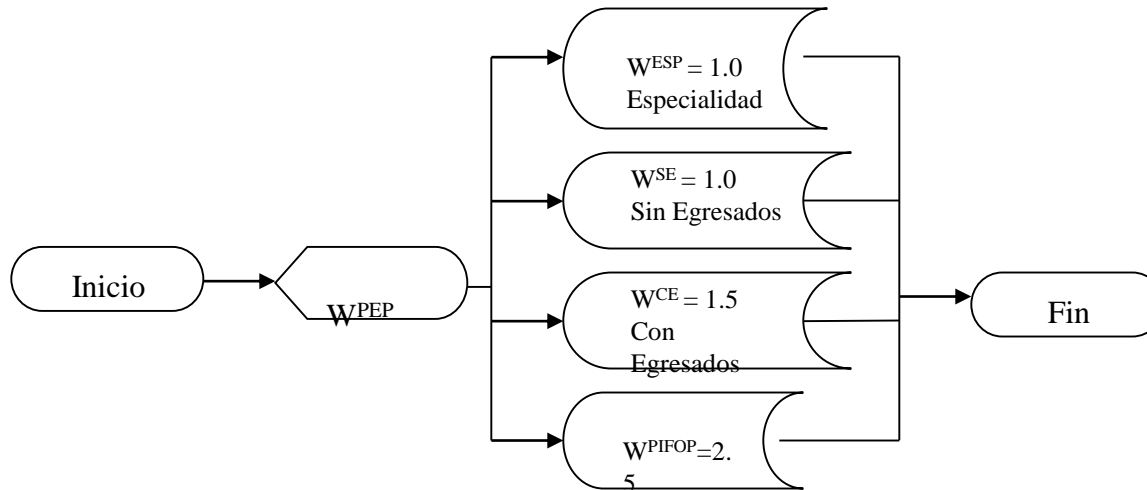 Inicio
W^PEP
W^ESP = 1.0
Especialidad
W^SE = 1.0
Sin Egresados
W^CE = 1.5
Con
Egresados
W^PIFOP=2.
5
Fin